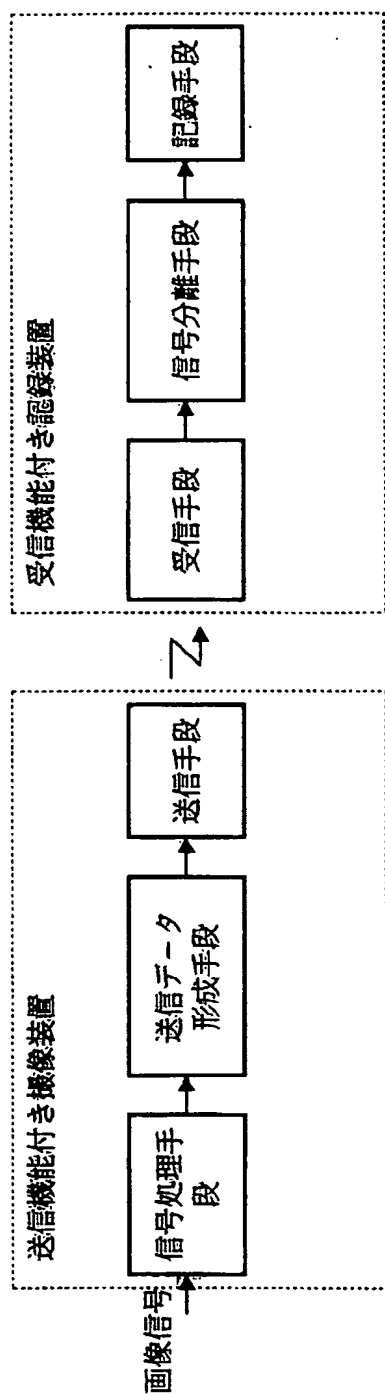 送信機能付き撮像装置
画像信号
信号処理手
段
送信データ
形成手段
送信手段
受信機能付き記録装置
受信手段
信号分離手段
記録手段